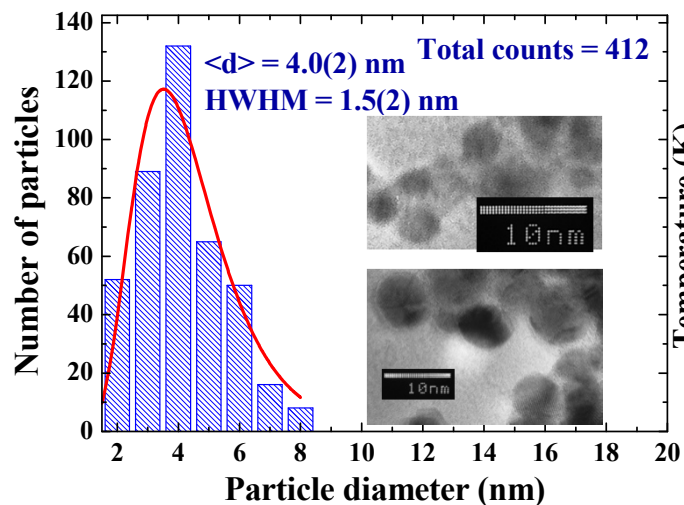 140
120
100
80
60
40
20
0
Number of particles
<d> = 4.0(2) nm
HWHM = 1.5(2) nm
Total counts = 412
10nm
10nm
2 4 6 8 10 12 14 16 18 20
Particle diameter (nm)
Temperature (K)